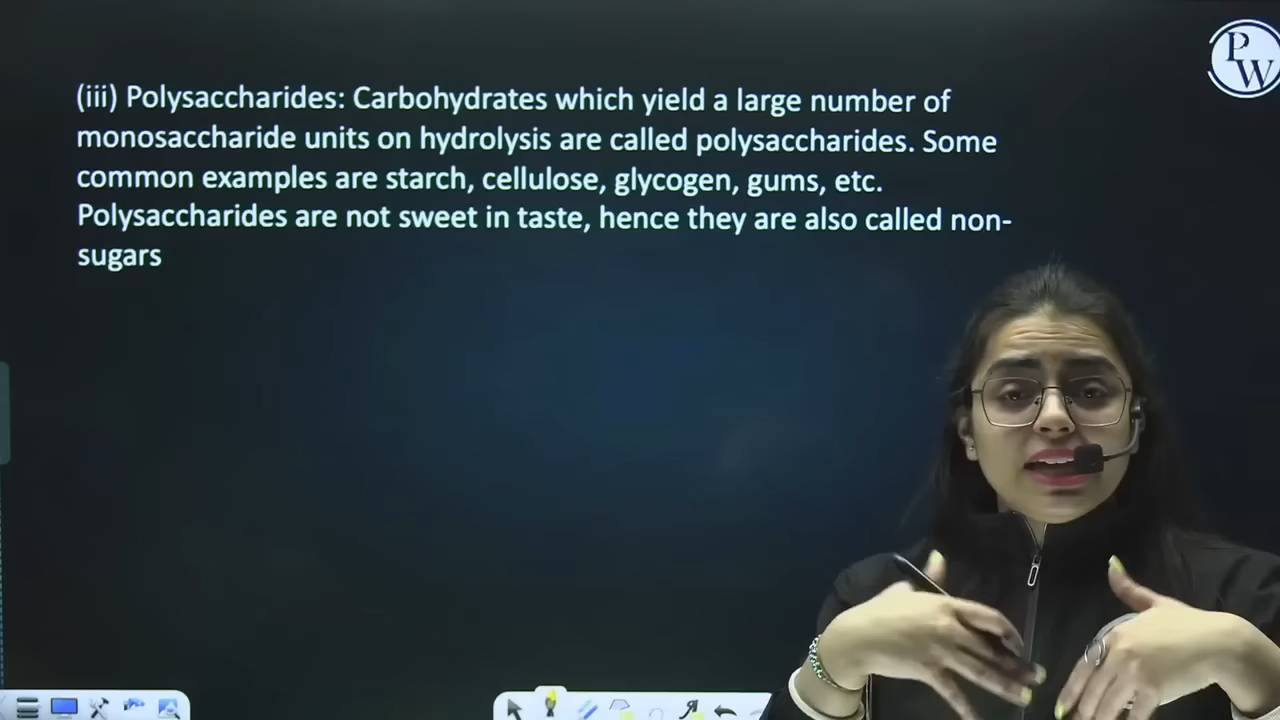 PW
(iii) Polysaccharides: Carbohydrates which yield a large number of
monosaccharide units on hydrolysis are called polysaccharides. Some
common examples are starch, cellulose, glycogen, gums, etc.
Polysaccharides are not sweet in taste, hence they are also called non-
sugars